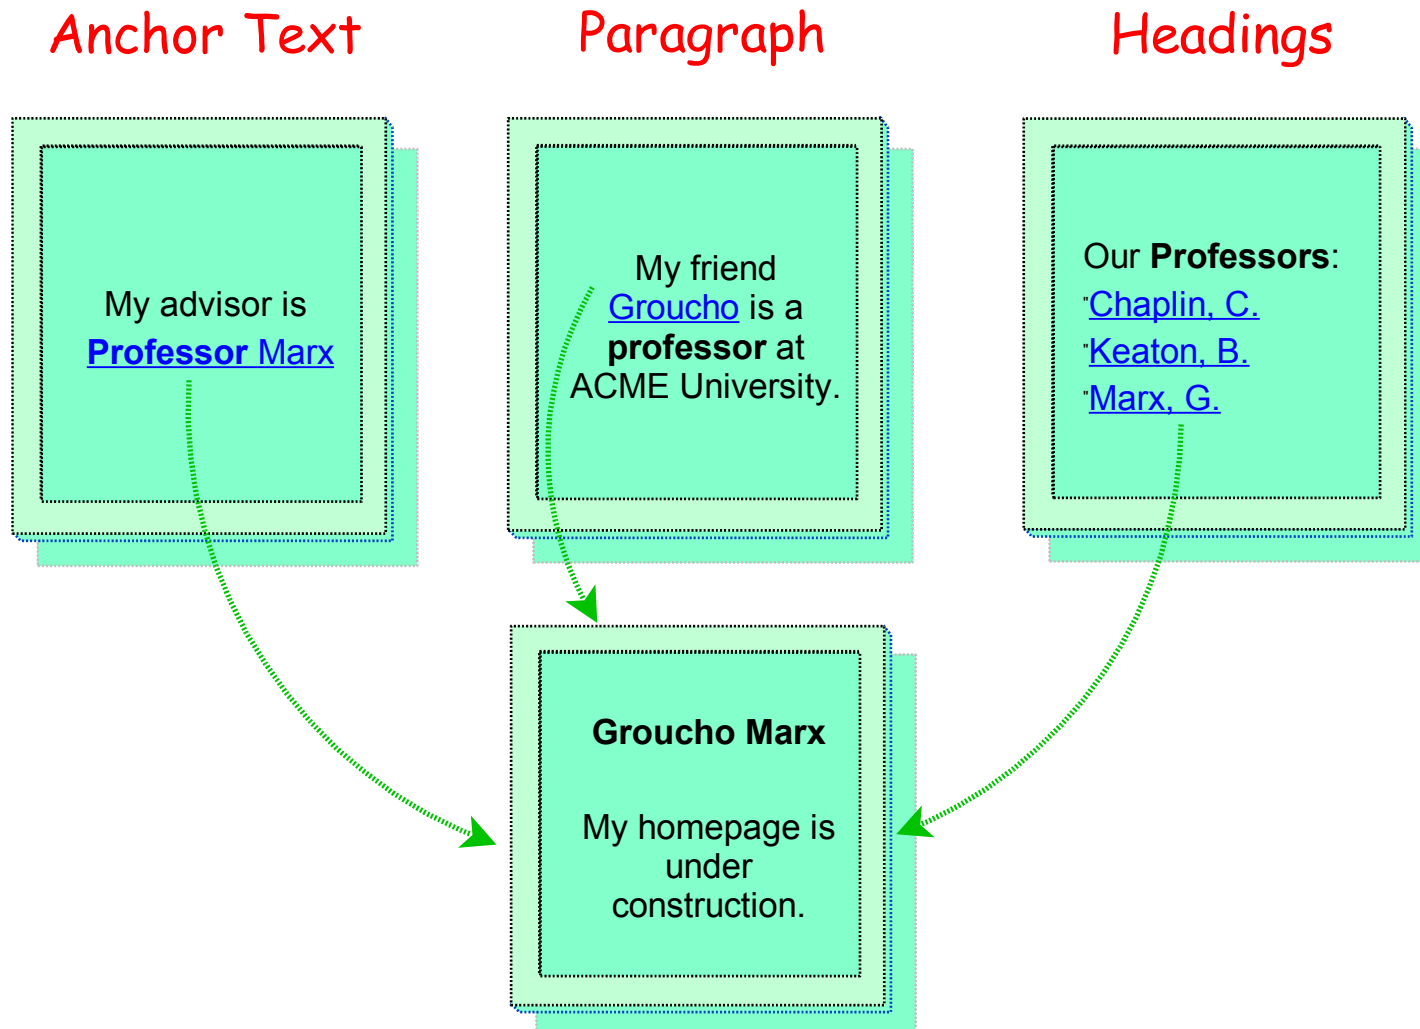 Anchor Text
Paragraph
Headings
My advisor is
Professor Marx
My friend
Groucho is a
professor at
ACME University.
Our Professors:
"Chaplin, C.
"Keaton, B.
"Marx, G.
Groucho Marx
My homepage is
under
construction.